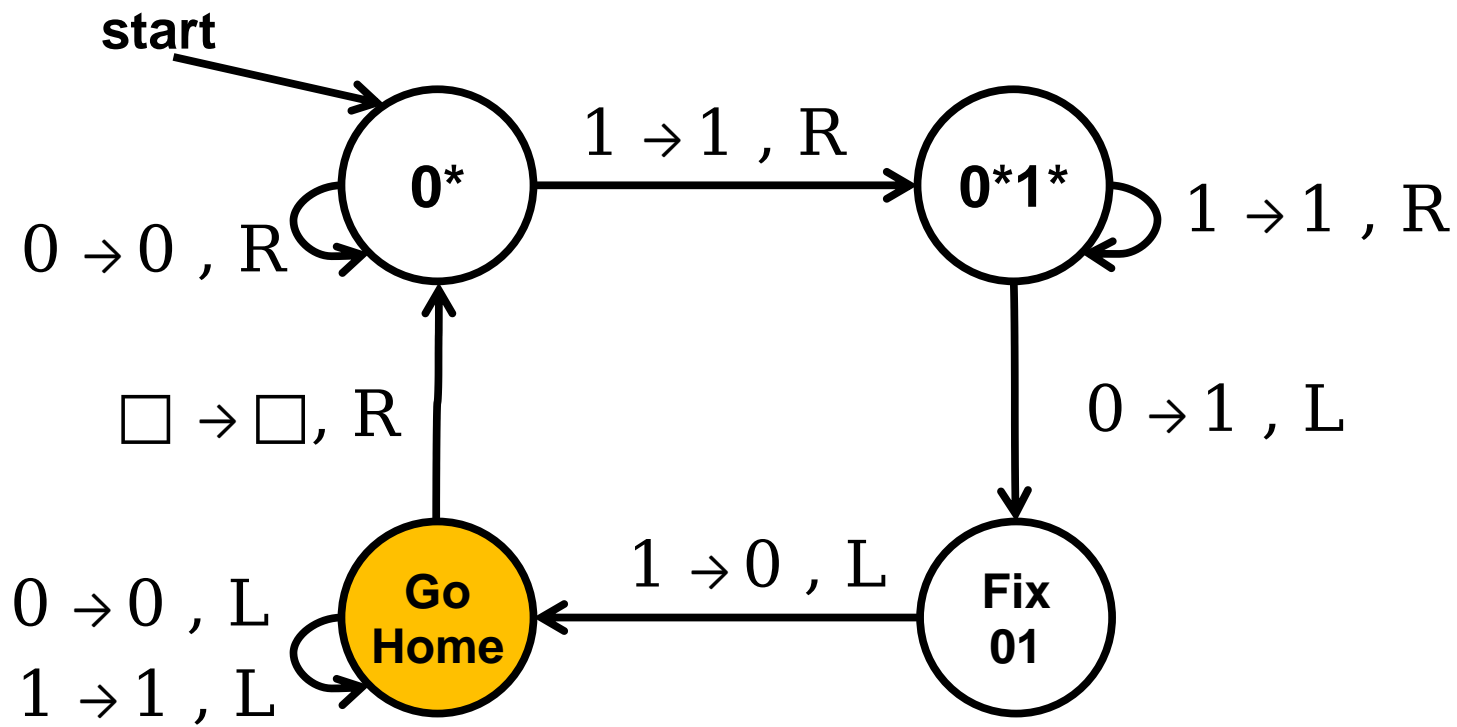 start
0*
1 → 1 , R
0*1*
0 → 0 , R
1 → 1 , R
□ → □, R
0 → 1 , L
Go
Home
1 → 0 , L
Fix
01
0 → 0 , L
1 → 1 , L